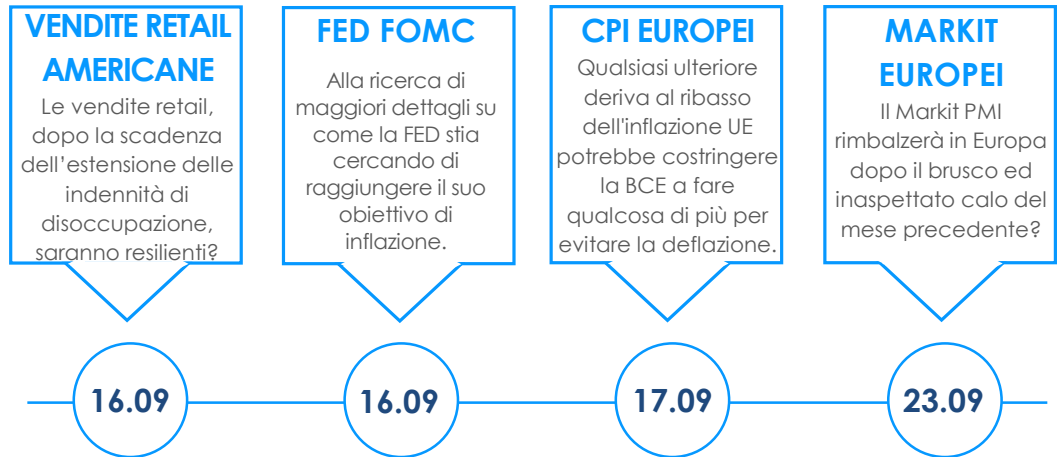 VENDITE RETAIL
AMERICANE
Le vendite retail,
dopo la scadenza
dell’estensione delle
indennità di
disoccupazione,
saranno resilienti?
FED FOMC
Alla ricerca di
maggiori dettagli su
come la FED stia
cercando di
raggiungere il suo
obiettivo di
inflazione.
CPI EUROPEI
Qualsiasi ulteriore
deriva al ribasso
dell'inflazione UE
potrebbe costringere
la BCE a fare
qualcosa di più per
evitare la deflazione.
MARKIT
EUROPEI
Il Markit PMI
rimbalzerà in Europa
dopo il brusco ed
inaspettato calo del
mese precedente?
16.09
16.09
17.09
23.09